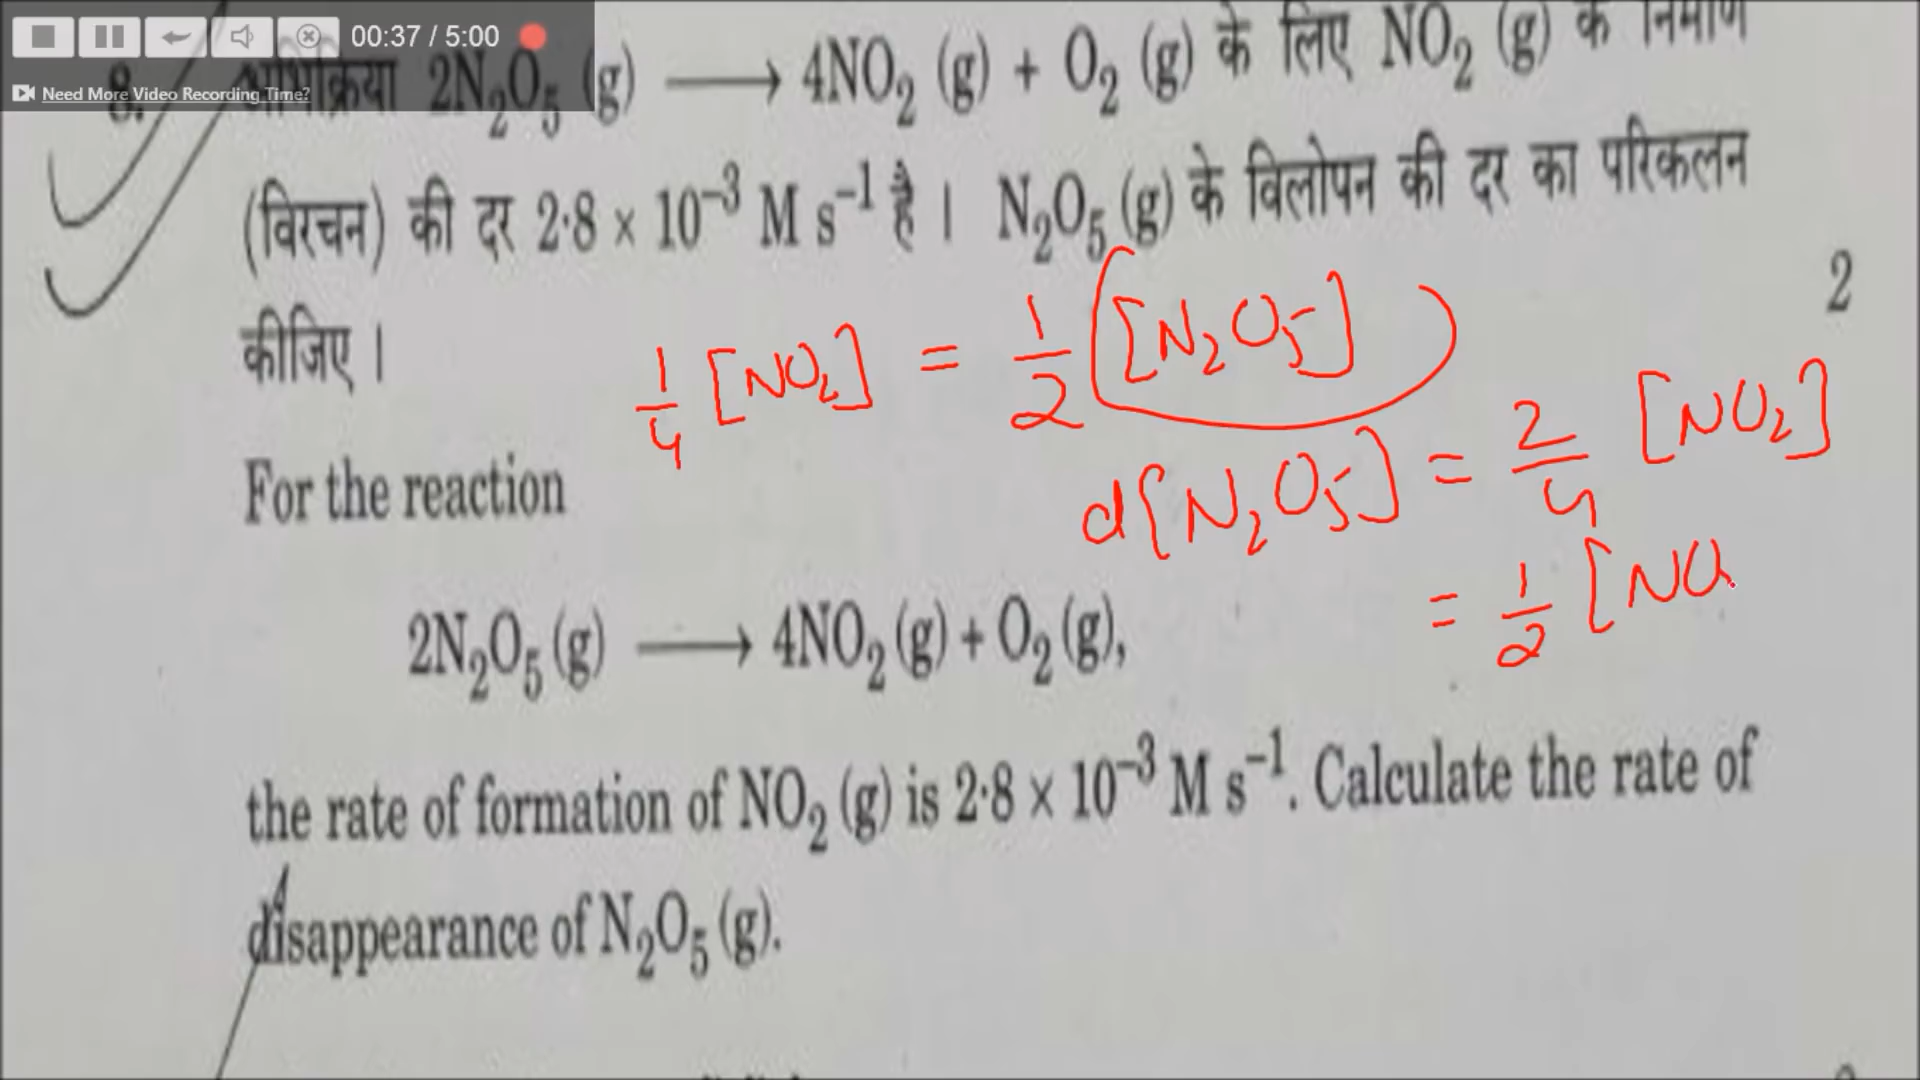 00:37 / 5:00
Need More Video Recording Time?
8. अभिक्रिया 2N₂O₅ (g) ⟶ 4NO₂ (g) + O₂ (g) के लिए NO₂ (g) के निर्माण
(विरचन) की दर 2·8 × 10⁻³ M s⁻¹ है । N₂O₅ (g) के विलोपन की दर का परिकलन
कीजिए । 2
1/4 [NO₂] = 1/2 ([N₂O₅])
d[N₂O₅] = 2/4 [NO₂]
= 1/2 [NO
For the reaction
2N₂O₅ (g) ⟶ 4NO₂ (g) + O₂ (g),
the rate of formation of NO₂ (g) is 2·8 × 10⁻³ M s⁻¹. Calculate the rate of
disappearance of N₂O₅ (g).